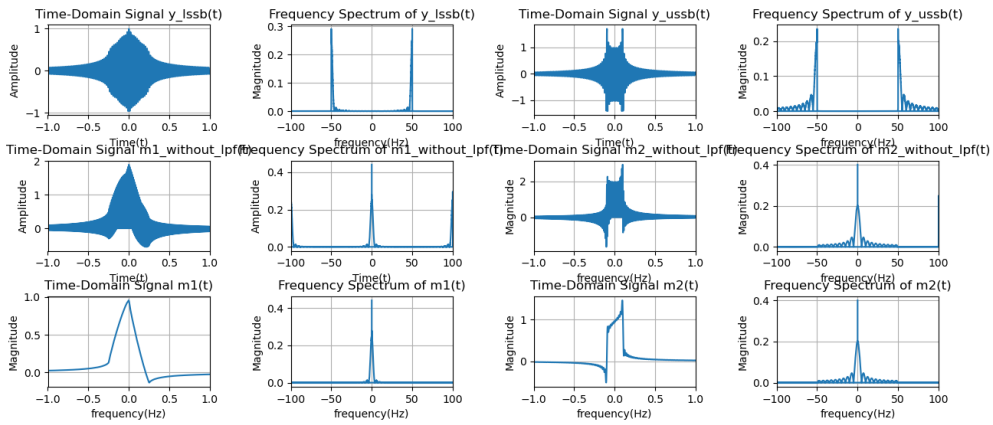 Time-Domain Signal y_lssb(t)
Amplitude
1
0
−1
−1.0 −0.5 0.0 0.5 1.0
Time(t)
Frequency Spectrum of y_lssb(t)
Magnitude
0.3
0.2
0.1
0.0
−100 −50 0 50 100
frequency(Hz)
Time-Domain Signal y_ussb(t)
Amplitude
1
0
−1
−1.0 −0.5 0.0 0.5 1.0
Frequency Spectrum of y_ussb(t)
Magnitude
0.2
0.1
0.0
−100 −50 0 50 100
Time-Domain Signal m1_without_lpf(t)
Amplitude
2
1
0
−1.0 −0.5 0.0 0.5 1.0
Frequency Spectrum of m1_without_lpf(t)
Amplitude
0.4
0.2
0.0
−100 −50 0 50 100
Time(t)
Time-Domain Signal m2_without_lpf(t)
Magnitude
2
0
−1.0 −0.5 0.0 0.5 1.0
frequency(Hz)
Frequency Spectrum of m2_without_lpf(t)
Magnitude
0.4
0.2
0.0
−100 −50 0 50 100
frequency(Hz)
Time-Domain Signal m1(t)
Magnitude
1.0
0.5
0.0
−1.0 −0.5 0.0 0.5 1.0
frequency(Hz)
Frequency Spectrum of m1(t)
Magnitude
0.4
0.2
0.0
−100 −50 0 50 100
frequency(Hz)
Time-Domain Signal m2(t)
Magnitude
1
0
−1.0 −0.5 0.0 0.5 1.0
frequency(Hz)
Frequency Spectrum of m2(t)
Magnitude
0.4
0.2
0.0
−100 −50 0 50 100
frequency(Hz)